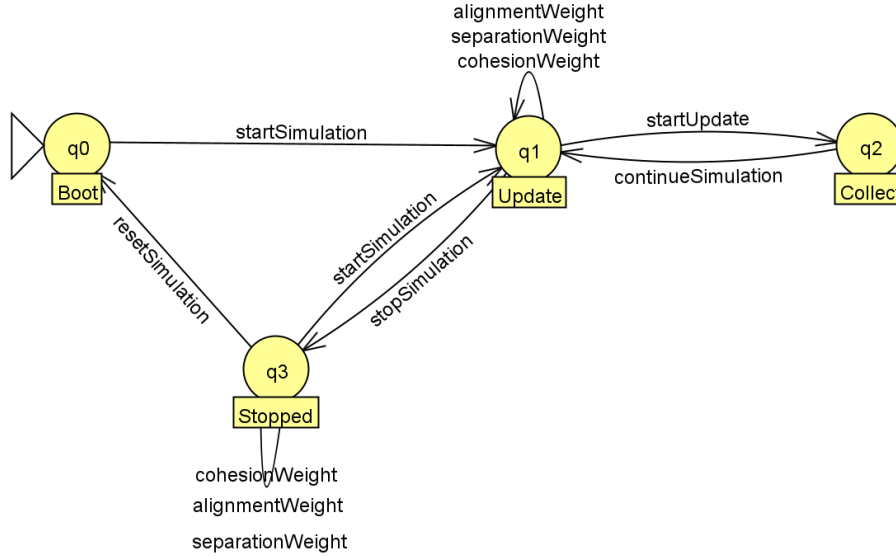 alignmentWeight
separationWeight
cohesionWeight
startSimulation
startUpdate
q0
q1
q2
continueSimulation
Boot
Update
Collect
resetSimulation
startSimulation
stopSimulation
q3
Stopped
cohesionWeight
alignmentWeight
separationWeight